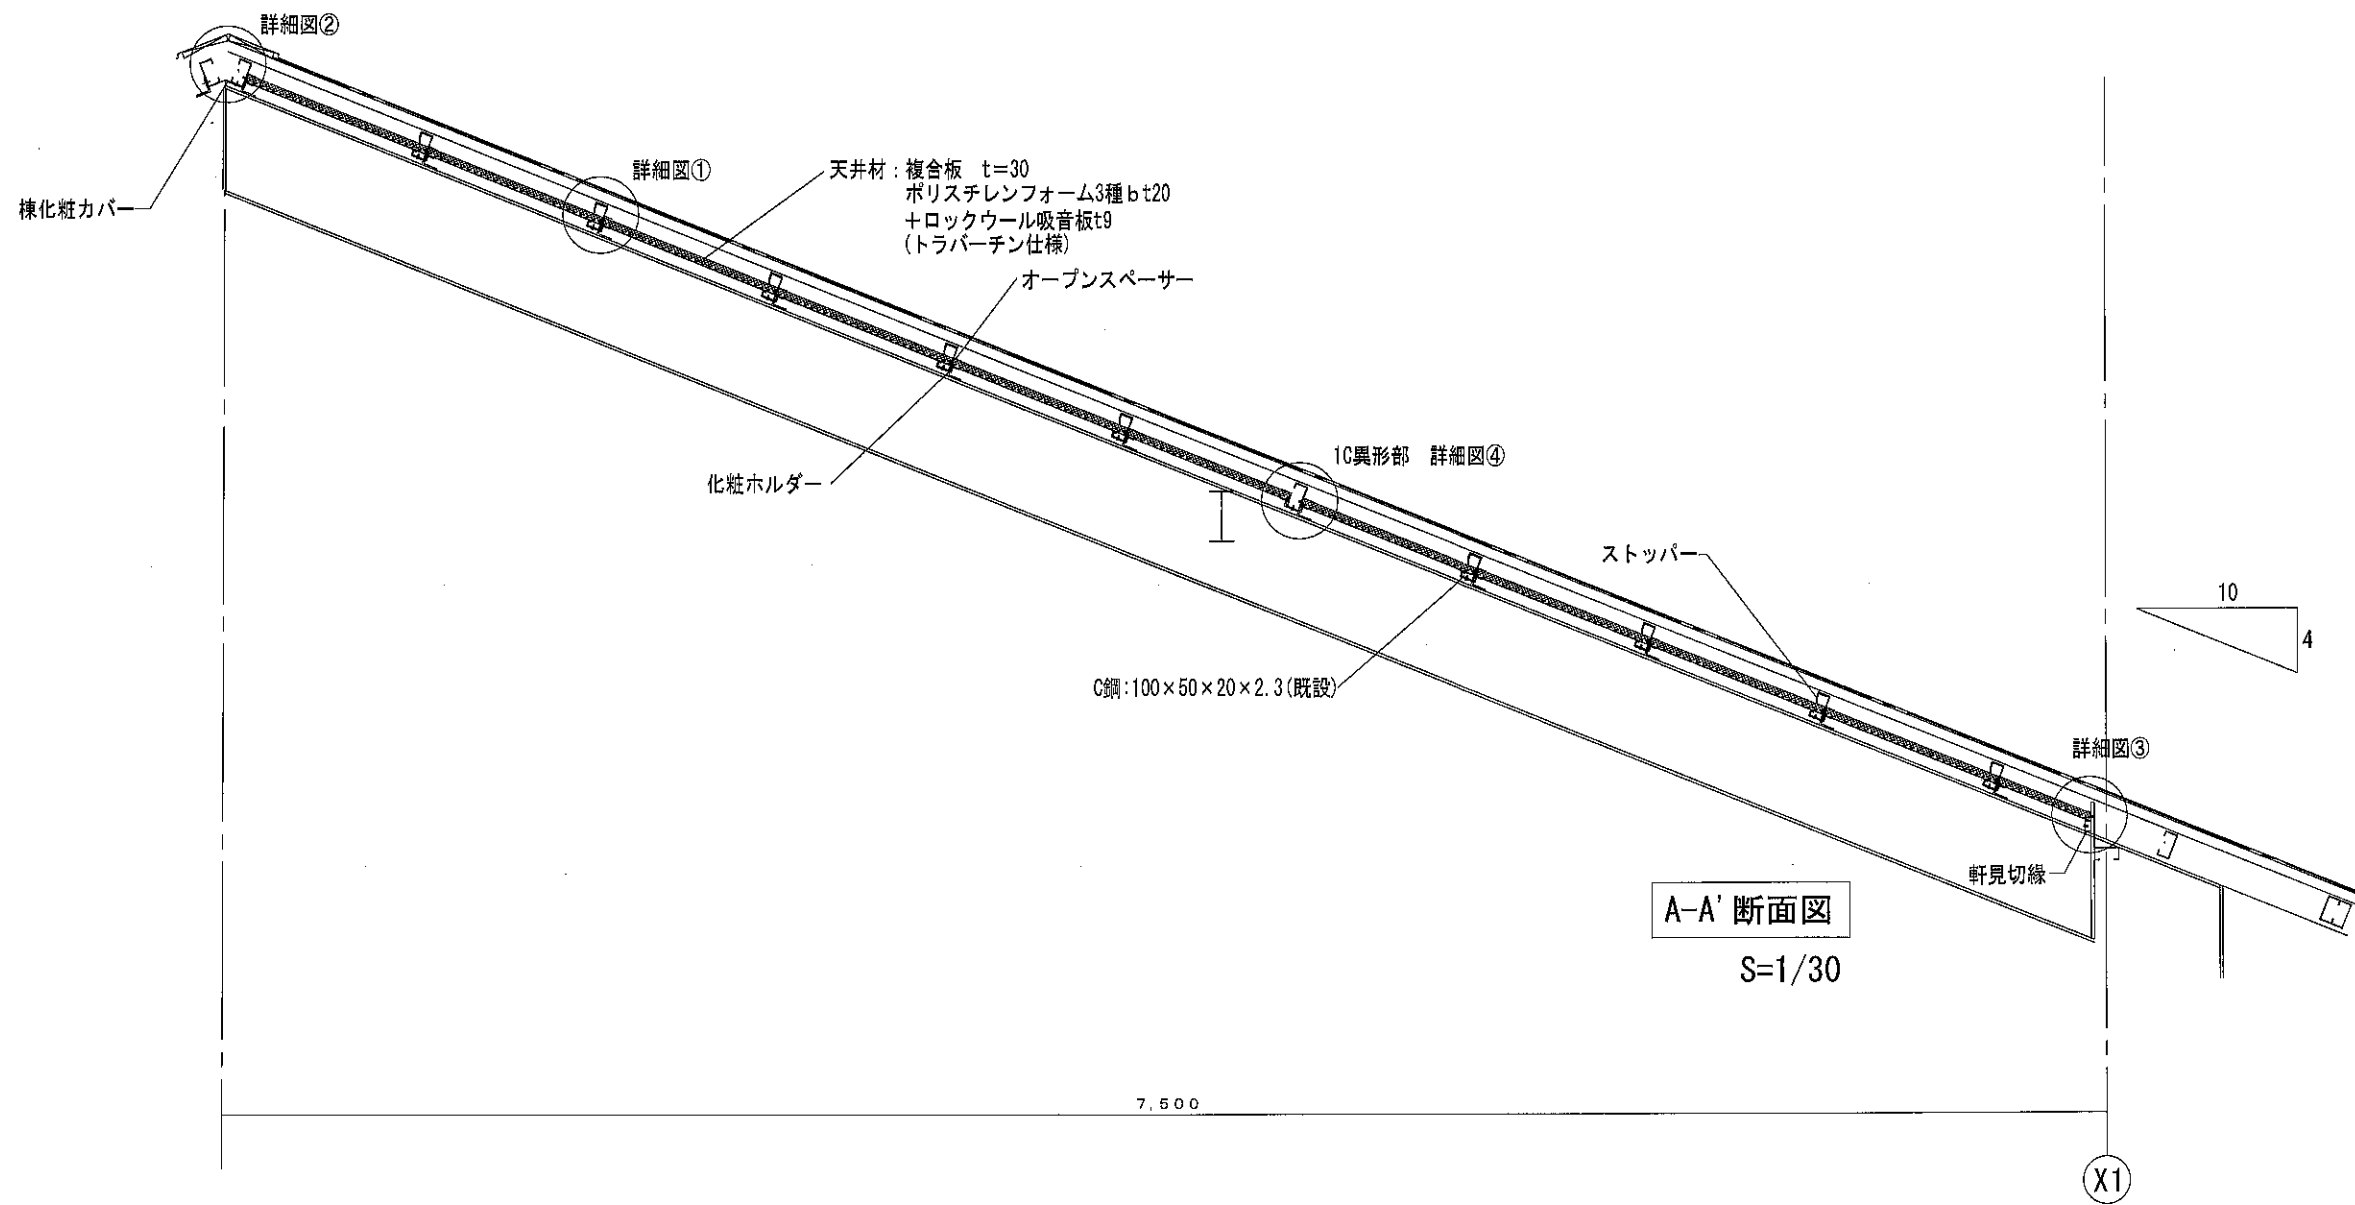 詳細図②
詳細図①
天井材：複合板　t=30
ポリスチレンフォーム3種bt20
＋ロックウール吸音板t9
(トラバーチン仕様)
棟化粧カバー
オープンスペーサー
1C異形部　詳細図④
化粧ホルダー
ストッパー
10
4
C鋼:100×50×20×2.3(既設)
詳細図③
軒見切縁
A-A'断面図
S=1/30
7,500
X1